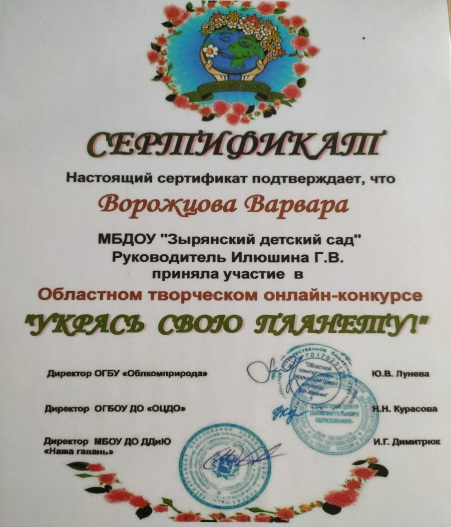 СЕРТИФИКАТ
Настоящий сертификат подтверждает, что
Ворожцова Варвара
МБДОУ "Зырянский детский сад"
Руководитель Илюшина Г.В.
приняла участие в
Областном творческом онлайн-конкурсе
"УКРАСЬ СВОЮ ПЛАНЕТУ!"
Директор ОГБУ «Облкомприрода» Ю.В. Лунева
Директор ОГБОУ ДО «ОЦДО» Н.Н. Курасова
Директор МБОУ ДО ДДиЮ И.Г. Димитрюк
«Наша гавань»